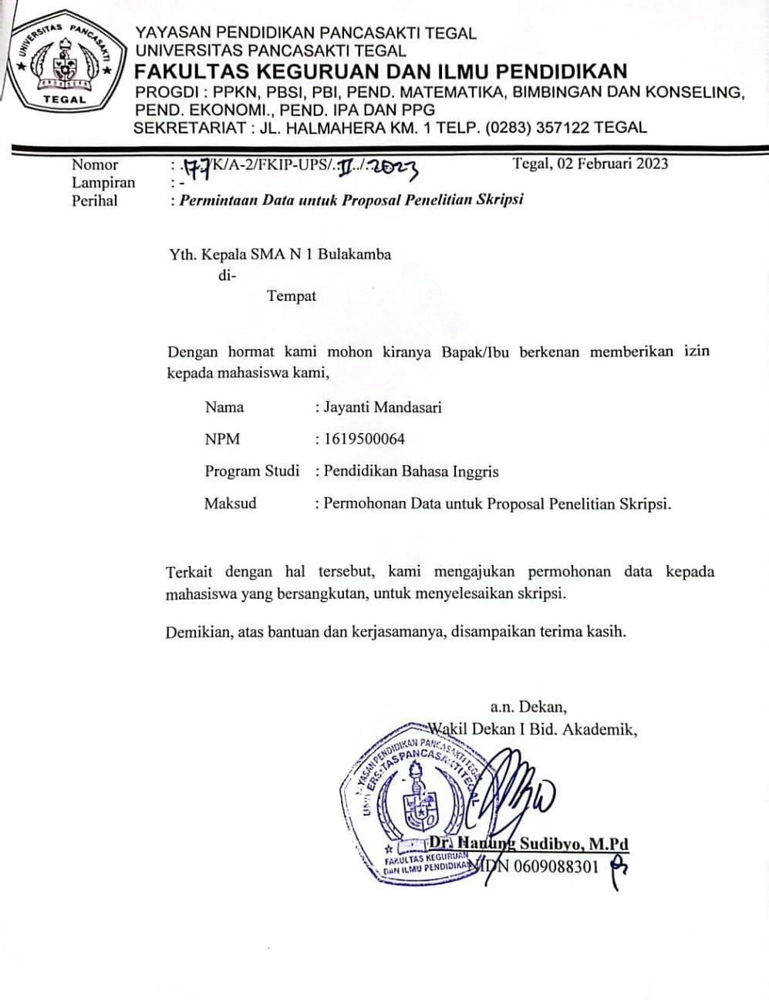 UNIVERSITAS PANCASAKTI
TEGAL
YAYASAN PENDIDIKAN PANCASAKTI TEGAL
UNIVERSITAS PANCASAKTI TEGAL
FAKULTAS KEGURUAN DAN ILMU PENDIDIKAN
PROGDI : PPKN, PBSI, PBI, PEND. MATEMATIKA, BIMBINGAN DAN KONSELING,
PEND. EKONOMI., PEND. IPA DAN PPG
SEKRETARIAT : JL. HALMAHERA KM. 1 TELP. (0283) 357122 TEGAL
Nomor : .177/K/A-2/FKIP-UPS/.II../.2023 Tegal, 02 Februari 2023
Lampiran : -
Perihal : Permintaan Data untuk Proposal Penelitian Skripsi
Yth. Kepala SMA N 1 Bulakamba
di-
Tempat
Dengan hormat kami mohon kiranya Bapak/Ibu berkenan memberikan izin
kepada mahasiswa kami,
Nama : Jayanti Mandasari
NPM : 1619500064
Program Studi : Pendidikan Bahasa Inggris
Maksud : Permohonan Data untuk Proposal Penelitian Skripsi.
Terkait dengan hal tersebut, kami mengajukan permohonan data kepada
mahasiswa yang bersangkutan, untuk menyelesaikan skripsi.
Demikian, atas bantuan dan kerjasamanya, disampaikan terima kasih.
a.n. Dekan,
Wakil Dekan I Bid. Akademik,
YAYASAN PENDIDIKAN PANCASAKTI TEGAL
UNIVERSITAS PANCASAKTI TEGAL
FAKULTAS KEGURUAN
DAN ILMU PENDIDIKAN
Dr. Hanung Sudibyo, M.Pd
NIDN 0609088301